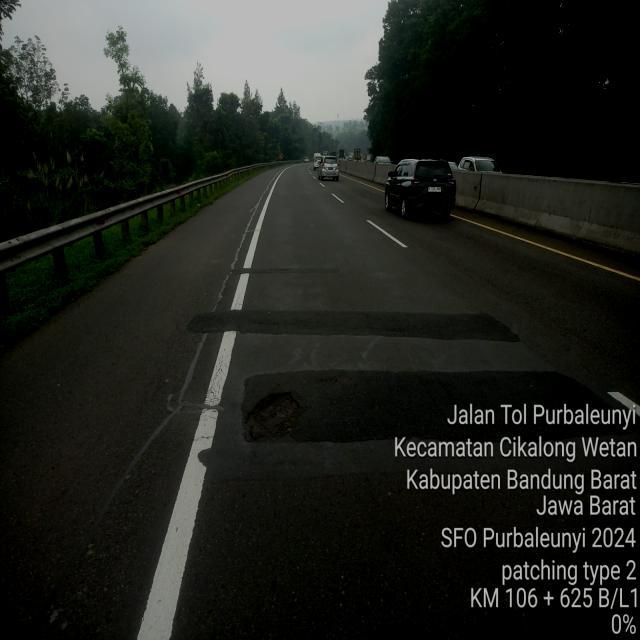 Jalan Tol Purbaleunyi
Kecamatan Cikalong Wetan
Kabupaten Bandung Barat
Jawa Barat
SFO Purbaleunyi 2024
patching type 2
KM 106 + 625 B/L1
0%